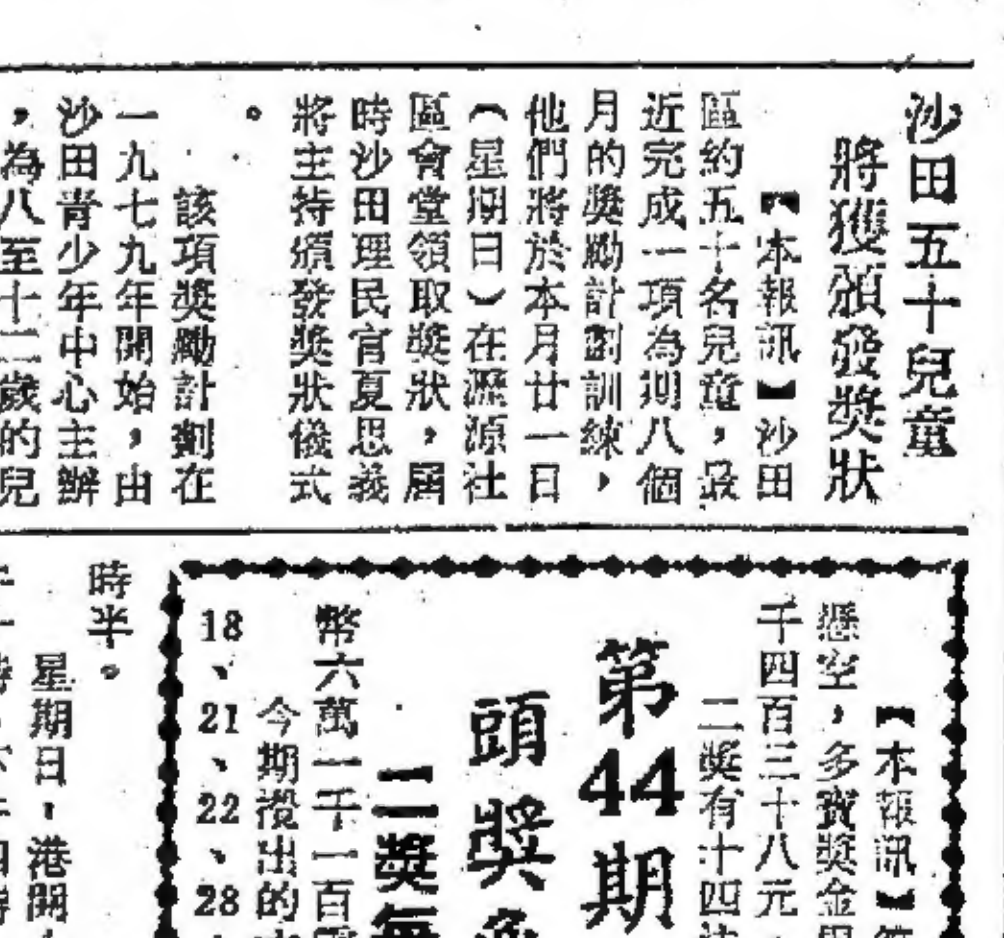 沙田五十兒童
將獲頒發獎狀
【本報訊】沙田
區約五十名兒童，最
近完成一項為期八個
月的獎勵計劃訓練，
他們將於本月廿一日
（星期日）在瀝源社
區會堂領取獎狀，屆
時沙田理民官夏思義
將主持頒發獎狀儀式
。
該項獎勵計劃在
一九七九年開始，由
沙田青少年中心主辦
，為八至十二歲的兒
【本報訊】
懸空，多寶獎金
千四百三十八元
二獎有十四
第44期
頭獎
二獎每
幣六萬一千一百
今期攪出的
18、21、22、28
時半。
星期日，港開